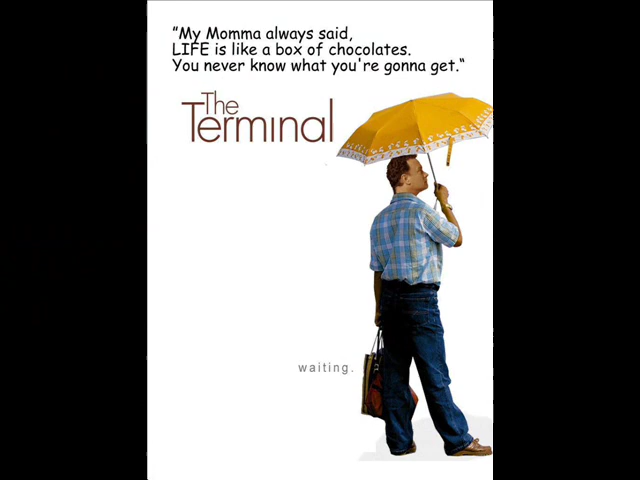 ”My Momma always said,
LIFE is like a box of chocolates.
You never know what you're gonna get.“
The
Terminal
waiting.